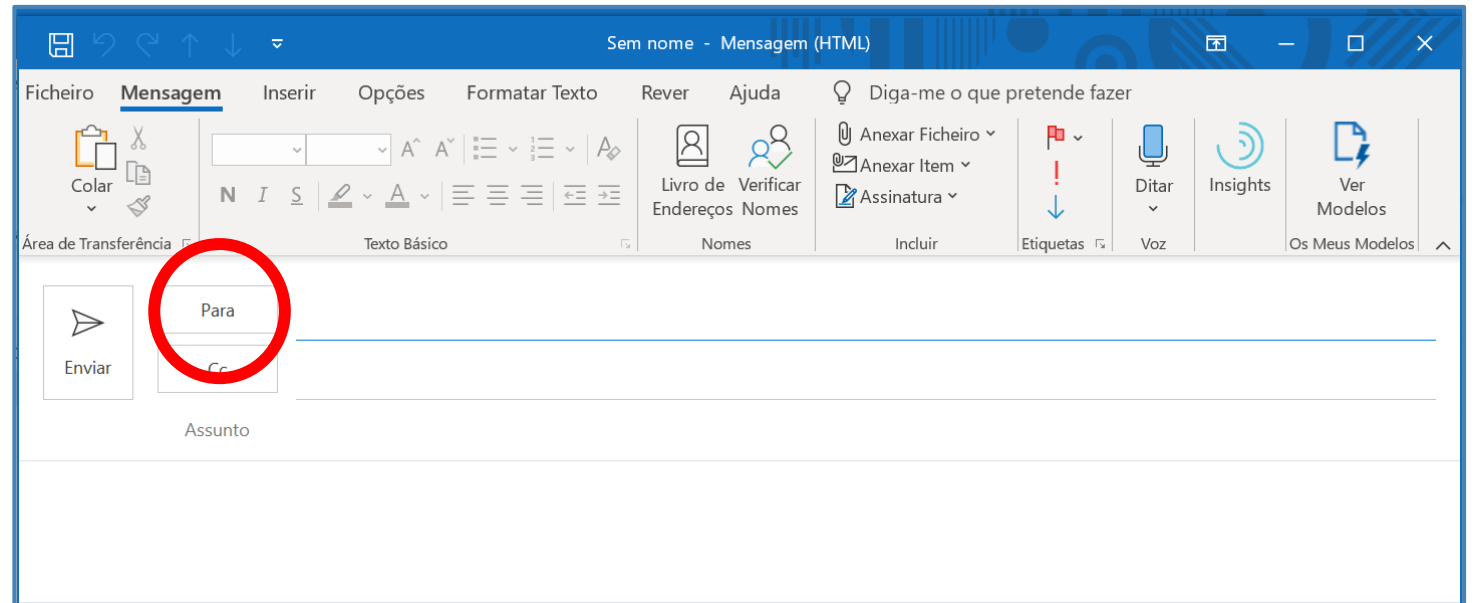 Sem nome - Mensagem (HTML)
Ficheiro Mensagem Inserir Opções Formatar Texto Rever Ajuda Diga-me o que pretende fazer
Colar
N I S A
Livro de Endereços
Verificar Nomes
Anexar Ficheiro
Anexar Item
Assinatura
Ditar
Insights
Ver Modelos
Área de Transferência Texto Básico Nomes Incluir Etiquetas Voz Os Meus Modelos
Enviar
Para
Cc
Assunto